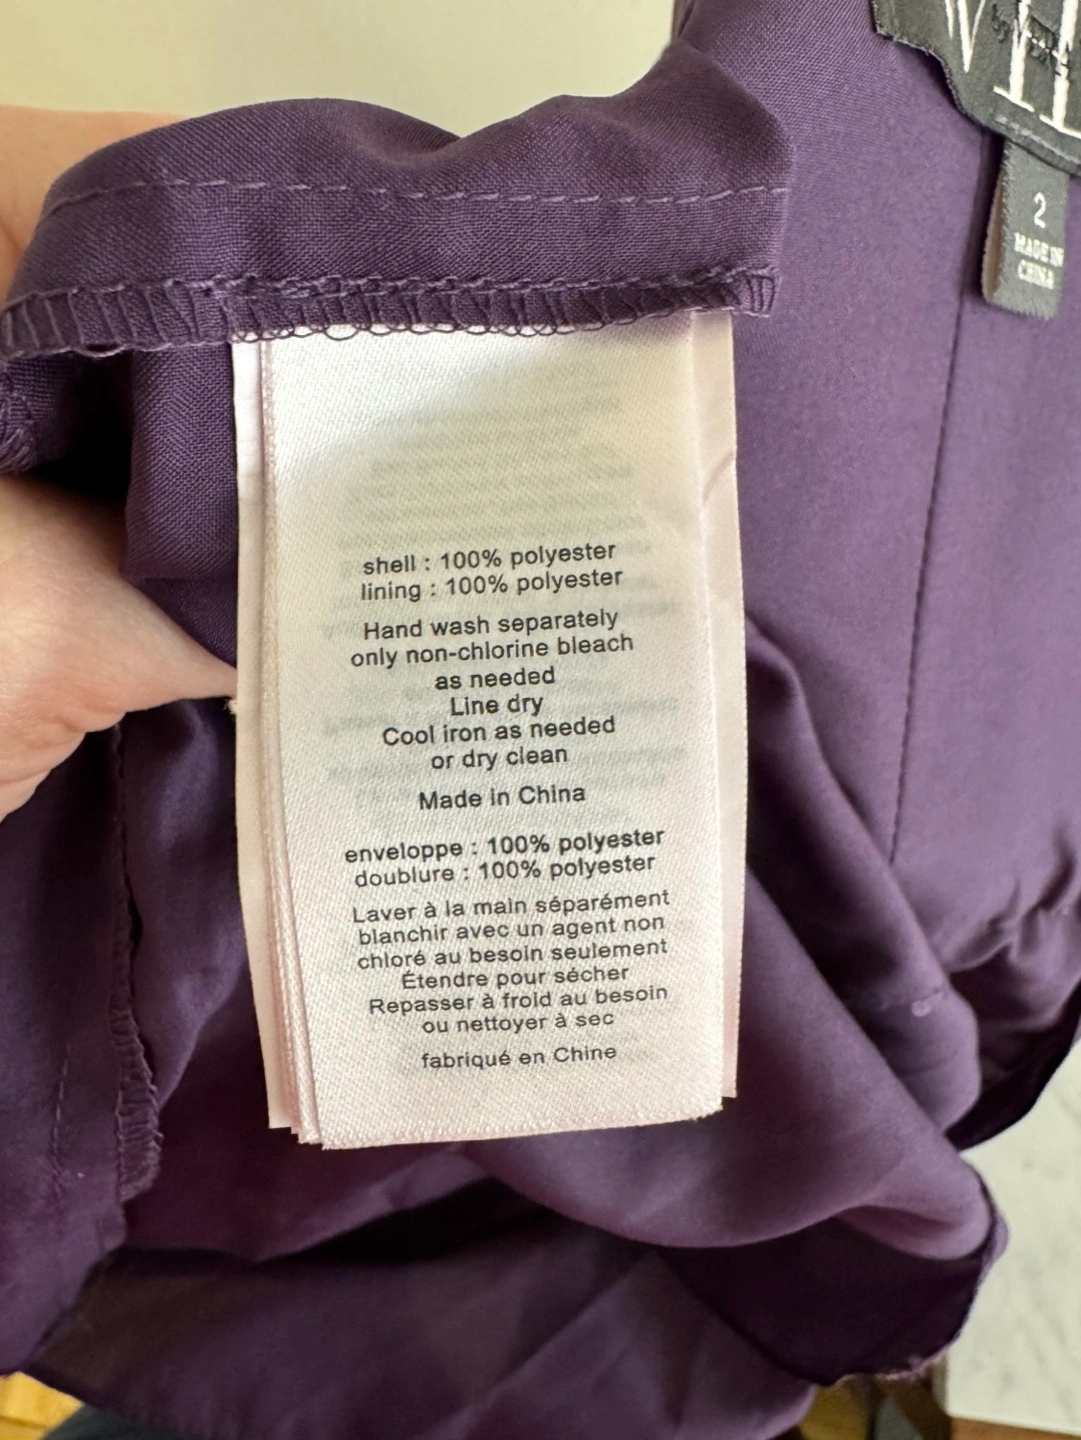 2
MADE IN
CHINA
shell : 100% polyester
lining : 100% polyester
Hand wash separately
only non-chlorine bleach
as needed
Line dry
Cool iron as needed
or dry clean
Made in China
enveloppe : 100% polyester
doublure : 100% polyester
Laver à la main séparément
blanchir avec un agent non
chloré au besoin seulement
Étendre pour sécher
Repasser à froid au besoin
ou nettoyer à sec
fabriqué en Chine